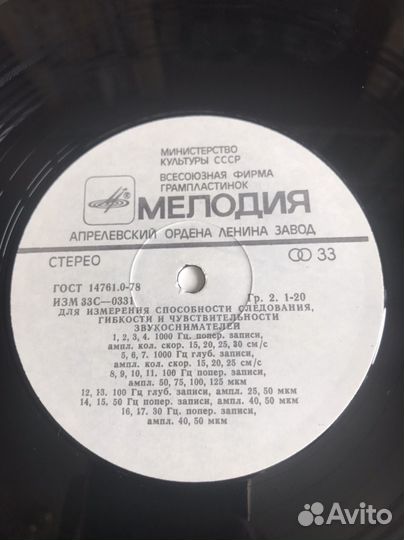 МИНИСТЕРСТВО
КУЛЬТУРЫ СССР
ВСЕСОЮЗНАЯ ФИРМА
ГРАМПЛАСТИНОК
МЕЛОДИЯ
АПРЕЛЕВСКИЙ ОРДЕНА ЛЕНИНА ЗАВОД
СТЕРЕО
33
ГОСТ 14761.0-78
ИЗМ 33С—0331
Гр. 2. 1-20
ДЛЯ ИЗМЕРЕНИЯ СПОСОБНОСТИ СЛЕДОВАНИЯ,
ГИБКОСТИ И ЧУВСТВИТЕЛЬНОСТИ
ЗВУКОСНИМАТЕЛЕЙ
1, 2, 3, 4. 1000 Гц. попер. записи,
ампл. кол. скор. 15, 20, 25, 30 см/с
5, 6, 7. 1000 Гц глуб. записи,
ампл. кол. скор. 15, 20, 25 см/с
8, 9, 10, 11. 100 Гц попер. записи,
ампл. 50, 75, 100, 125 мкм
12, 13. 100 Гц глуб. записи, ампл. 25, 50 мкм
14, 15. 50 Гц попер. записи, ампл. 40, 50 мкм
16, 17. 30 Гц. попер. записи,
ампл. 40, 50 мкм
Avito